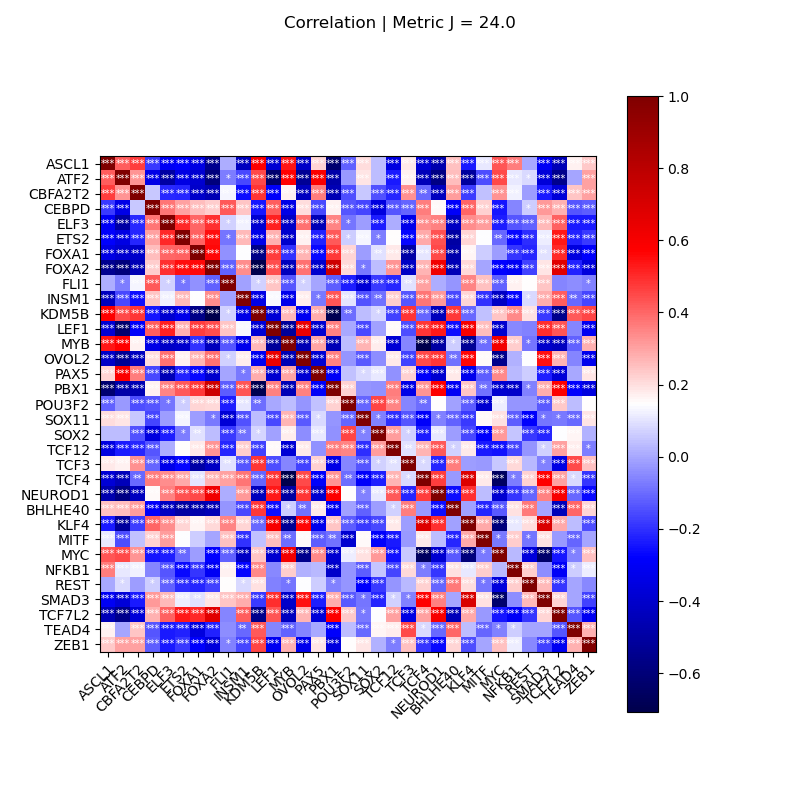 Correlation | Metric J = 24.0
ASCL1
ATF2
CBFA2T2
CEBPD
ELF3
ETS2
FOXA1
FOXA2
FLI1
INSM1
KDM5B
LEF1
MYB
OVOL2
PAX5
PBX1
POU3F2
SOX11
SOX2
TCF12
TCF3
TCF4
NEUROD1
BHLHE40
KLF4
MITF
MYC
NFKB1
REST
SMAD3
TCF7L2
TEAD4
ZEB1
ASCL1
ATF2
CBFA2T2
CEBPD
ELF3
ETS2
FOXA1
FOXA2
FLI1
INSM1
KDM5B
LEF1
MYB
OVOL2
PAX5
PBX1
POU3F2
SOX11
SOX2
TCF12
TCF3
TCF4
NEUROD1
BHLHE40
KLF4
MITF
MYC
NFKB1
REST
SMAD3
TCF7L2
TEAD4
ZEB1
1.0
0.8
0.6
0.4
0.2
0.0
−0.2
−0.4
−0.6